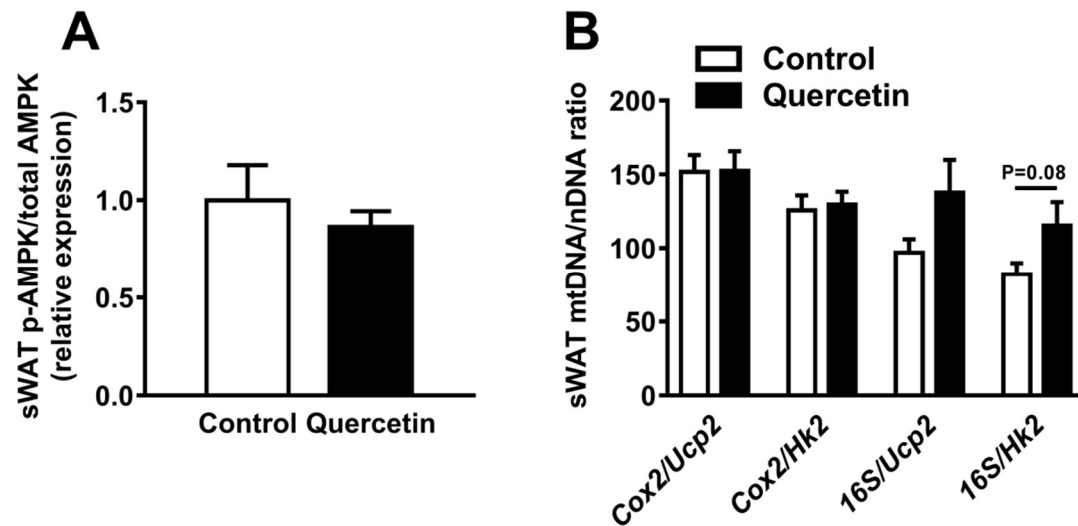 A
sWAT p-AMPK/total AMPK
(relative expression)
1.5
1.0
0.5
0.0
Control Quercetin
B
Control
Quercetin
sWAT mtDNA/nDNA ratio
200
150
100
50
0
P=0.08
Cox2/Ucp2
Cox2/Hk2
16S/Ucp2
16S/Hk2